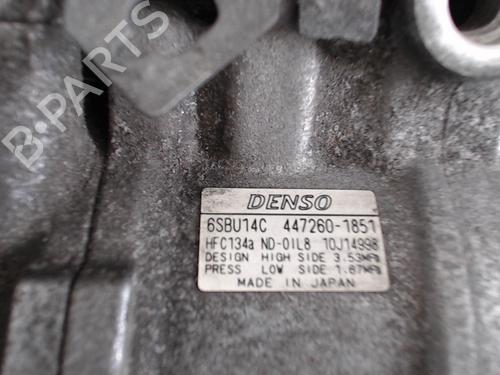 B-PARTS
DENSO
6SBU14C 447260-1851
HFC134a ND-OIL8 10J14998
DESIGN HIGH SIDE 3.53MPa
PRESS LOW SIDE 1.67MPa
MADE IN JAPAN